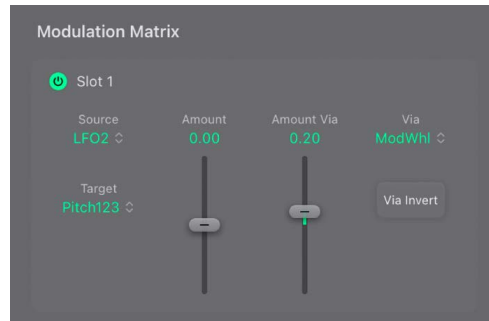 Modulation Matrix
Slot 1
Source Amount Amount Via Via
LFO2 0.00 0.20 ModWhl
Target
Pitch123
Via Invert